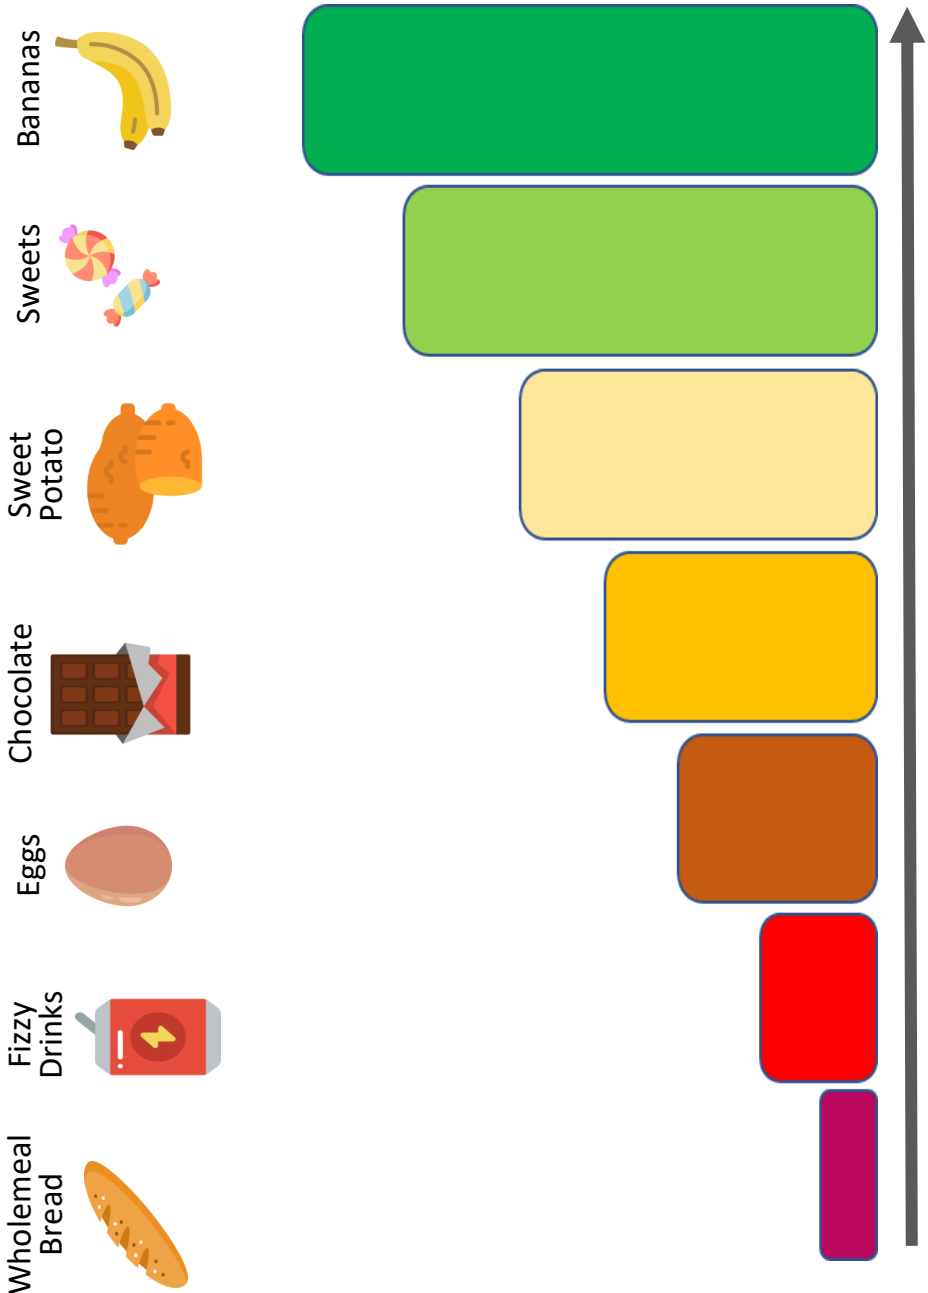 Wholemeal
Bread
Fizzy
Drinks
Eggs
Chocolate
Sweet
Potato
Sweets
Bananas